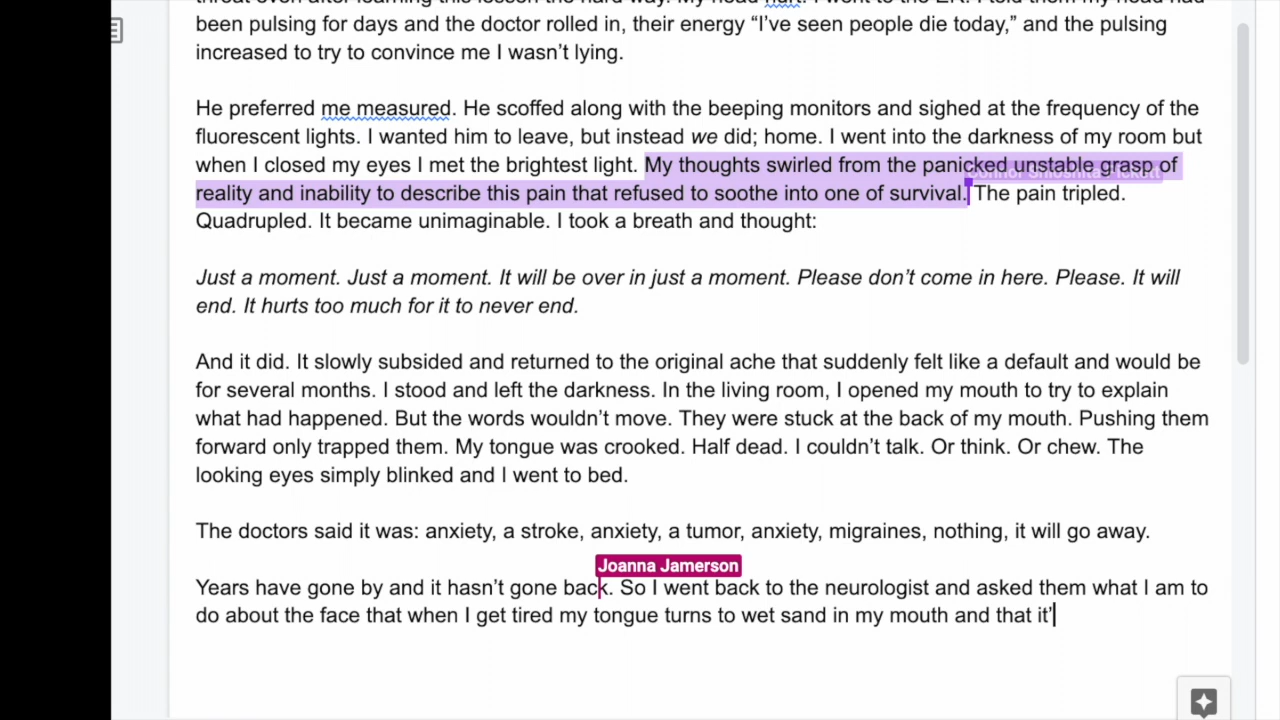 been pulsing for days and the doctor rolled in, their energy “I’ve seen people die today,” and the pulsing
increased to try to convince me I wasn’t lying.
He preferred me measured. He scoffed along with the beeping monitors and sighed at the frequency of the
fluorescent lights. I wanted him to leave, but instead we did; home. I went into the darkness of my room but
when I closed my eyes I met the brightest light. My thoughts swirled from the panicked unstable grasp of
reality and inability to describe this pain that refused to soothe into one of survival. The pain tripled.
Quadrupled. It became unimaginable. I took a breath and thought:
Just a moment. Just a moment. It will be over in just a moment. Please don’t come in here. Please. It will
end. It hurts too much for it to never end.
And it did. It slowly subsided and returned to the original ache that suddenly felt like a default and would be
for several months. I stood and left the darkness. In the living room, I opened my mouth to try to explain
what had happened. But the words wouldn’t move. They were stuck at the back of my mouth. Pushing them
forward only trapped them. My tongue was crooked. Half dead. I couldn’t talk. Or think. Or chew. The
looking eyes simply blinked and I went to bed.
The doctors said it was: anxiety, a stroke, anxiety, a tumor, anxiety, migraines, nothing, it will go away.
Joanna Jamerson
Years have gone by and it hasn’t gone back. So I went back to the neurologist and asked them what I am to
do about the face that when I get tired my tongue turns to wet sand in my mouth and that it’